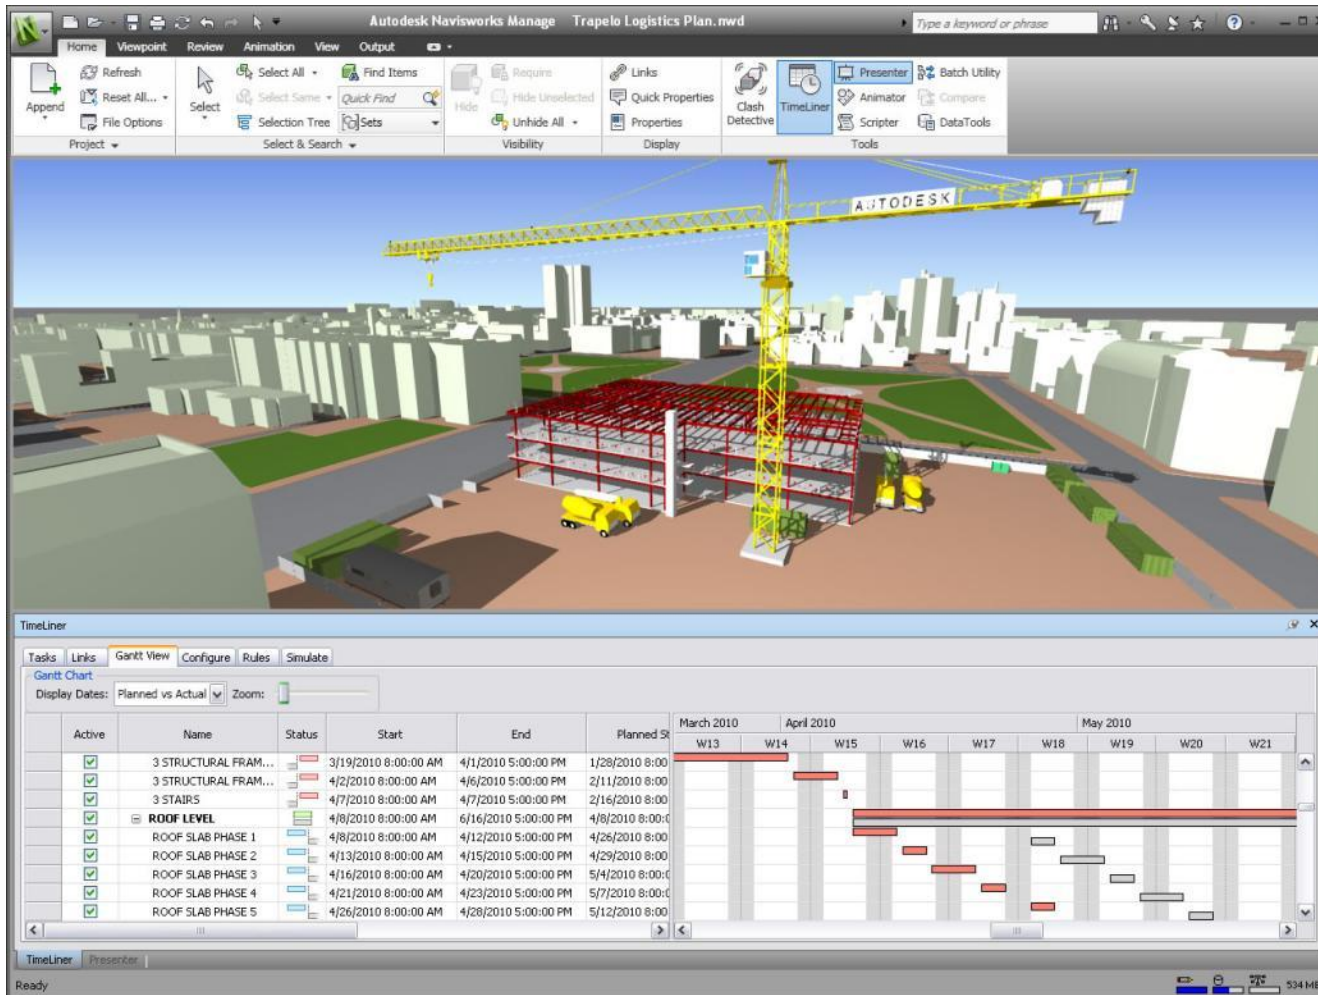 Autodesk Navisworks Manage Trapelo Logistics Plan.nwd
Type a keyword or phrase
Home Viewpoint Review Animation View Output
Append
Refresh
Reset All...
File Options
Project
Select
Select All
Select Same
Selection Tree
Find Items
Quick Find
Sets
Select & Search
Hide
Require
Hide Unselected
Unhide All
Visibility
Links
Quick Properties
Properties
Display
Clash
Detective
TimeLiner
Presenter
Animator
Scripter
Batch Utility
Compare
DataTools
Tools
AUTODESK
TimeLiner
Tasks Links Gantt View Configure Rules Simulate
Gantt Chart
Display Dates: Planned vs Actual Zoom:
Active Name Status Start End Planned St
March 2010 April 2010 May 2010
W13 W14 W15 W16 W17 W18 W19 W20 W21
3 STRUCTURAL FRAM... 3/19/2010 8:00:00 AM 4/1/2010 5:00:00 PM 1/28/2010 8:00
3 STRUCTURAL FRAM... 4/2/2010 8:00:00 AM 4/6/2010 5:00:00 PM 2/11/2010 8:00
3 STAIRS 4/7/2010 8:00:00 AM 4/7/2010 5:00:00 PM 2/16/2010 8:00
ROOF LEVEL 4/8/2010 8:00:00 AM 6/16/2010 5:00:00 PM 4/8/2010 8:00:0
ROOF SLAB PHASE 1 4/8/2010 8:00:00 AM 4/12/2010 5:00:00 PM 4/26/2010 8:00
ROOF SLAB PHASE 2 4/13/2010 8:00:00 AM 4/15/2010 5:00:00 PM 4/29/2010 8:00
ROOF SLAB PHASE 3 4/16/2010 8:00:00 AM 4/20/2010 5:00:00 PM 5/4/2010 8:00:0
ROOF SLAB PHASE 4 4/21/2010 8:00:00 AM 4/23/2010 5:00:00 PM 5/7/2010 8:00:0
ROOF SLAB PHASE 5 4/26/2010 8:00:00 AM 4/28/2010 5:00:00 PM 5/12/2010 8:00
TimeLiner Presenter
Ready
534 MB